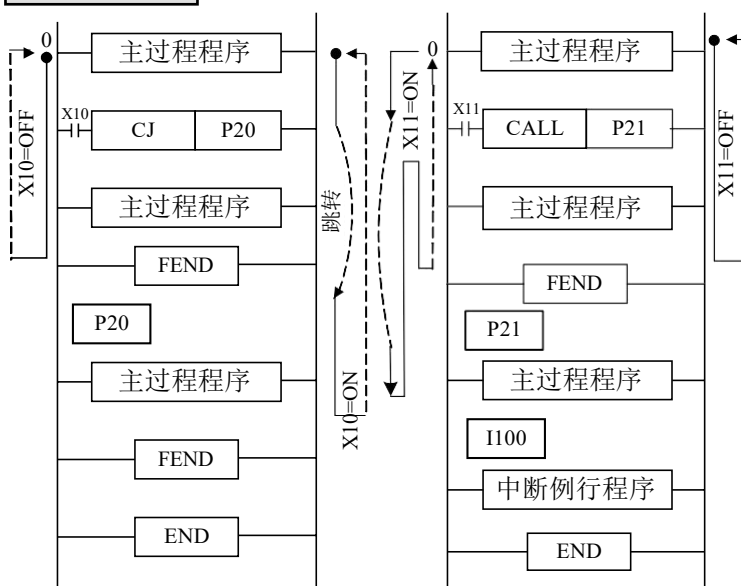 0
主过程程序
X10
CJ
P20
X10=OFF
主过程程序
跳转
FEND
P20
主过程程序
X10=ON
FEND
END
0
主过程程序
X11=ON
X11
CALL
P21
X11=OFF
主过程程序
FEND
P21
主过程程序
I100
中断例行程序
END